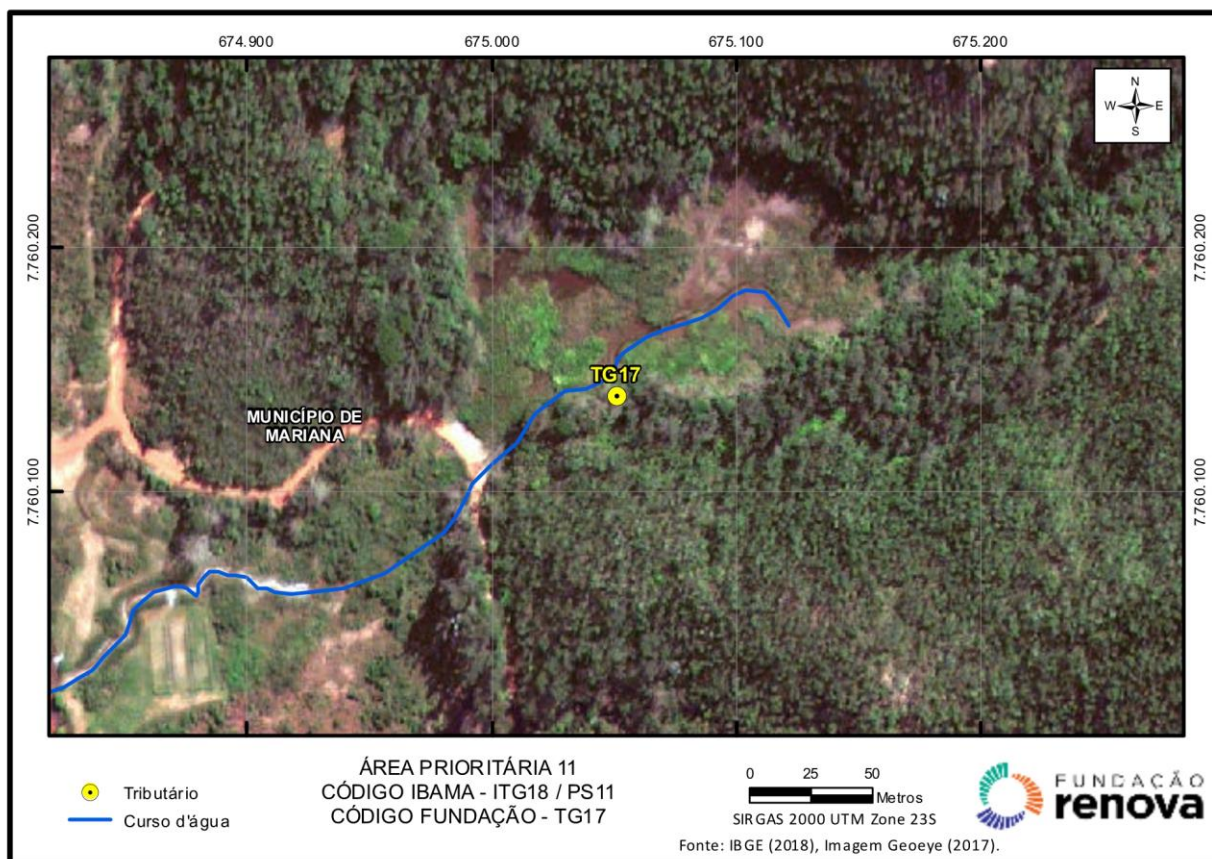 674.900 675.000 675.100 675.200
N
W E
S
7.760.200 7.760.200
TG17
MUNICÍPIO DE
MARIANA
7.760.100 7.760.100
Tributário
Curso d'água
ÁREA PRIORITÁRIA 11
CÓDIGO IBAMA - ITG18 / PS11
CÓDIGO FUNDAÇÃO - TG17
0 25 50
Metros
SIRGAS 2000 UTM Zone 23S
Fonte: IBGE (2018), Imagem Geoeye (2017).
FUNDAÇÃO
renova